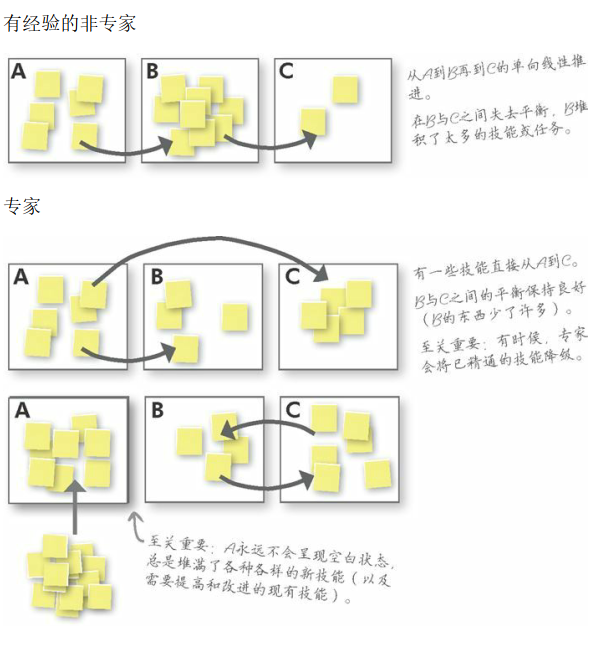 有经验的非专家
A
B
C
从A到B再到C的单向线性推
进。
在B与C之间失去平衡，B堆
积了太多的技能或任务。
专家
A
B
C
有一些技能直接从A到C。
B与C之间的平衡保持良好
（B的东西少了许多）。
至关重要：有时候，专家
会将已精通的技能降级。
A
B
C
至关重要：A永远不会呈现空白状态，
总是堆满了各种各样的新技能（以及
需要提高和改进的现有技能）。